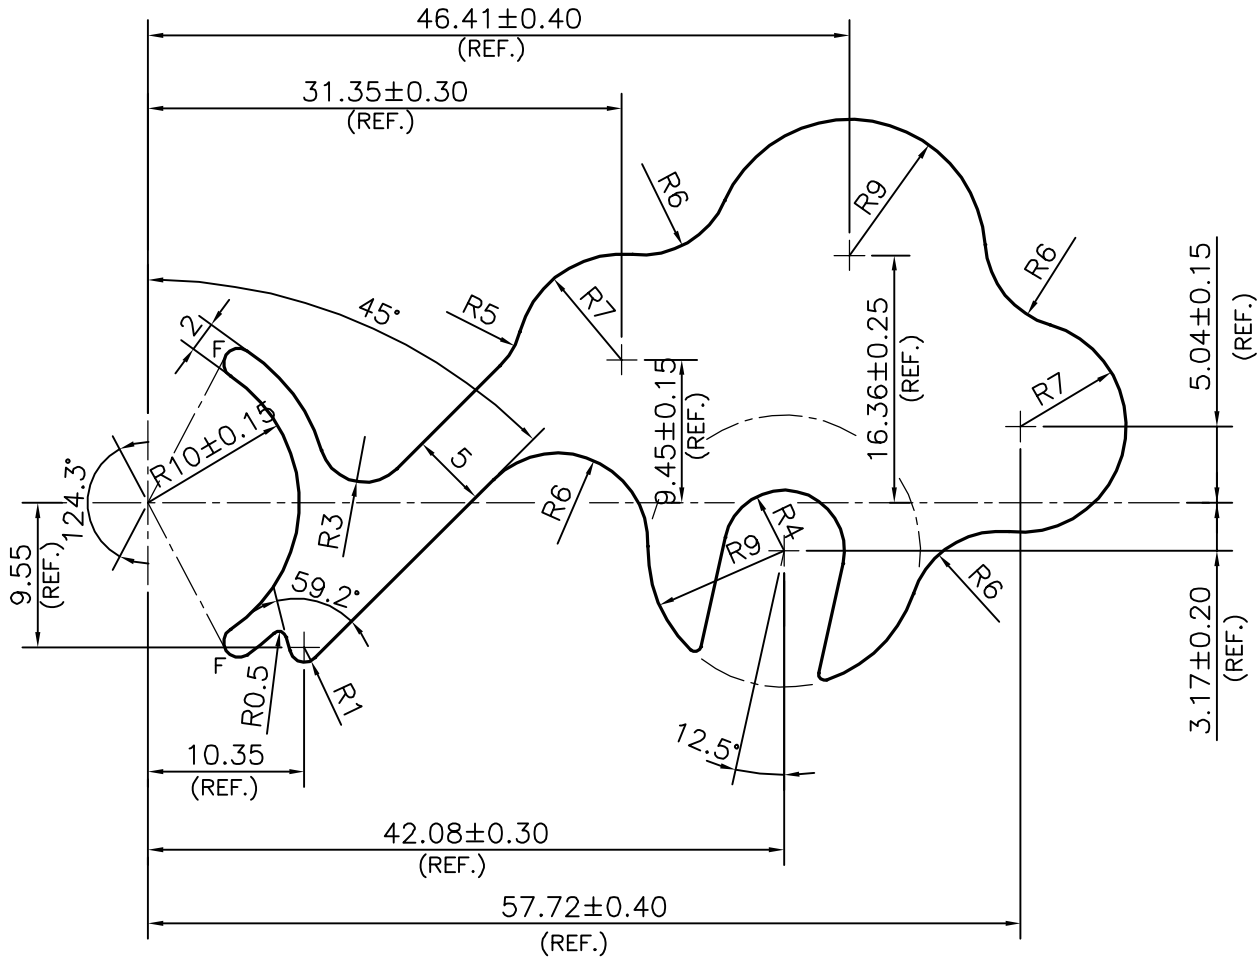 46.41±0.40
(REF.)
31.35±0.30
(REF.)
R6
R9
R6
45°
R5
R7
2
F
5.04±0.15
(REF.)
16.36±0.25
(REF.)
9.45±0.15
(REF.)
R7
R10±0.15
5
124.3°
R3
R6
R4
R9
R6
9.55
(REF.)
59.2°
F
R0.5
R1
3.17±0.20
(REF.)
12.5°
10.35
(REF.)
42.08±0.30
(REF.)
57.72±0.40
(REF.)